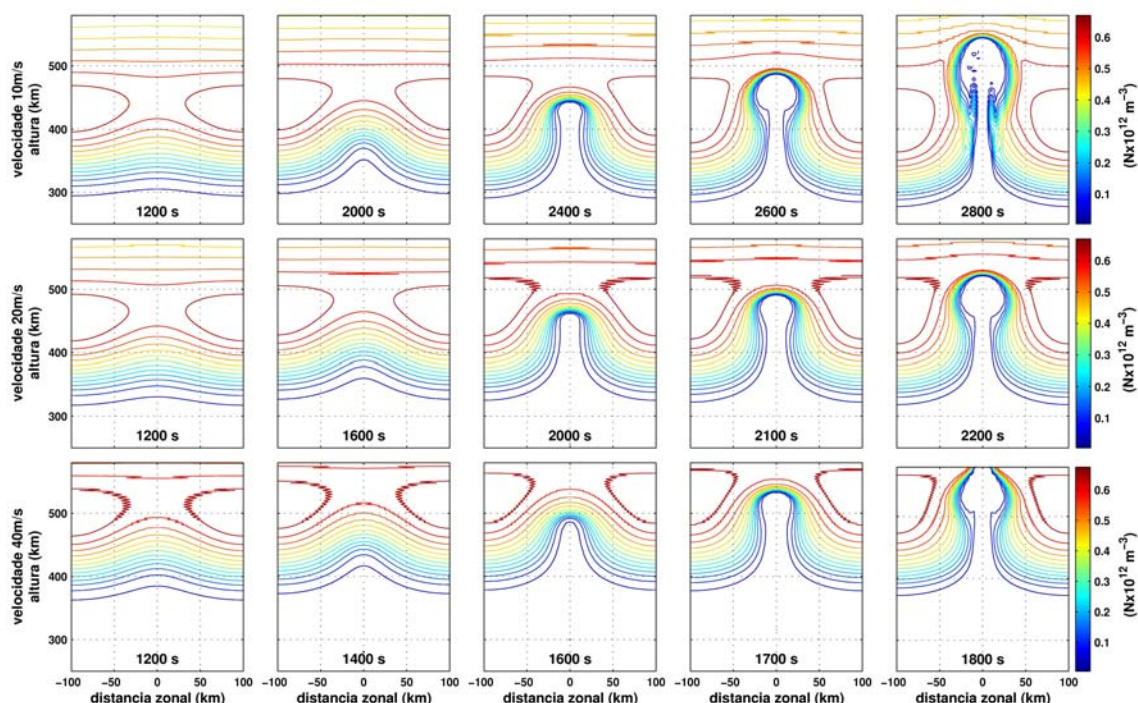 velocidade 10m/s
altura (km)
500
400
300
1200 s
2000 s
2400 s
2600 s
2800 s
0.6
0.5
0.4
0.3
0.2
0.1
(Nx10¹² m⁻³)
velocidade 20m/s
altura (km)
500
400
300
1200 s
1600 s
2000 s
2100 s
2200 s
0.6
0.5
0.4
0.3
0.2
0.1
(Nx10¹² m⁻³)
velocidade 40m/s
altura (km)
500
400
300
1200 s
1400 s
1600 s
1700 s
1800 s
0.6
0.5
0.4
0.3
0.2
0.1
(Nx10¹² m⁻³)
-100 -50 0 50 100
-100 -50 0 50 100
-100 -50 0 50 100
-100 -50 0 50 100
-100 -50 0 50 100
distancia zonal (km)
distancia zonal (km)
distancia zonal (km)
distancia zonal (km)
distancia zonal (km)